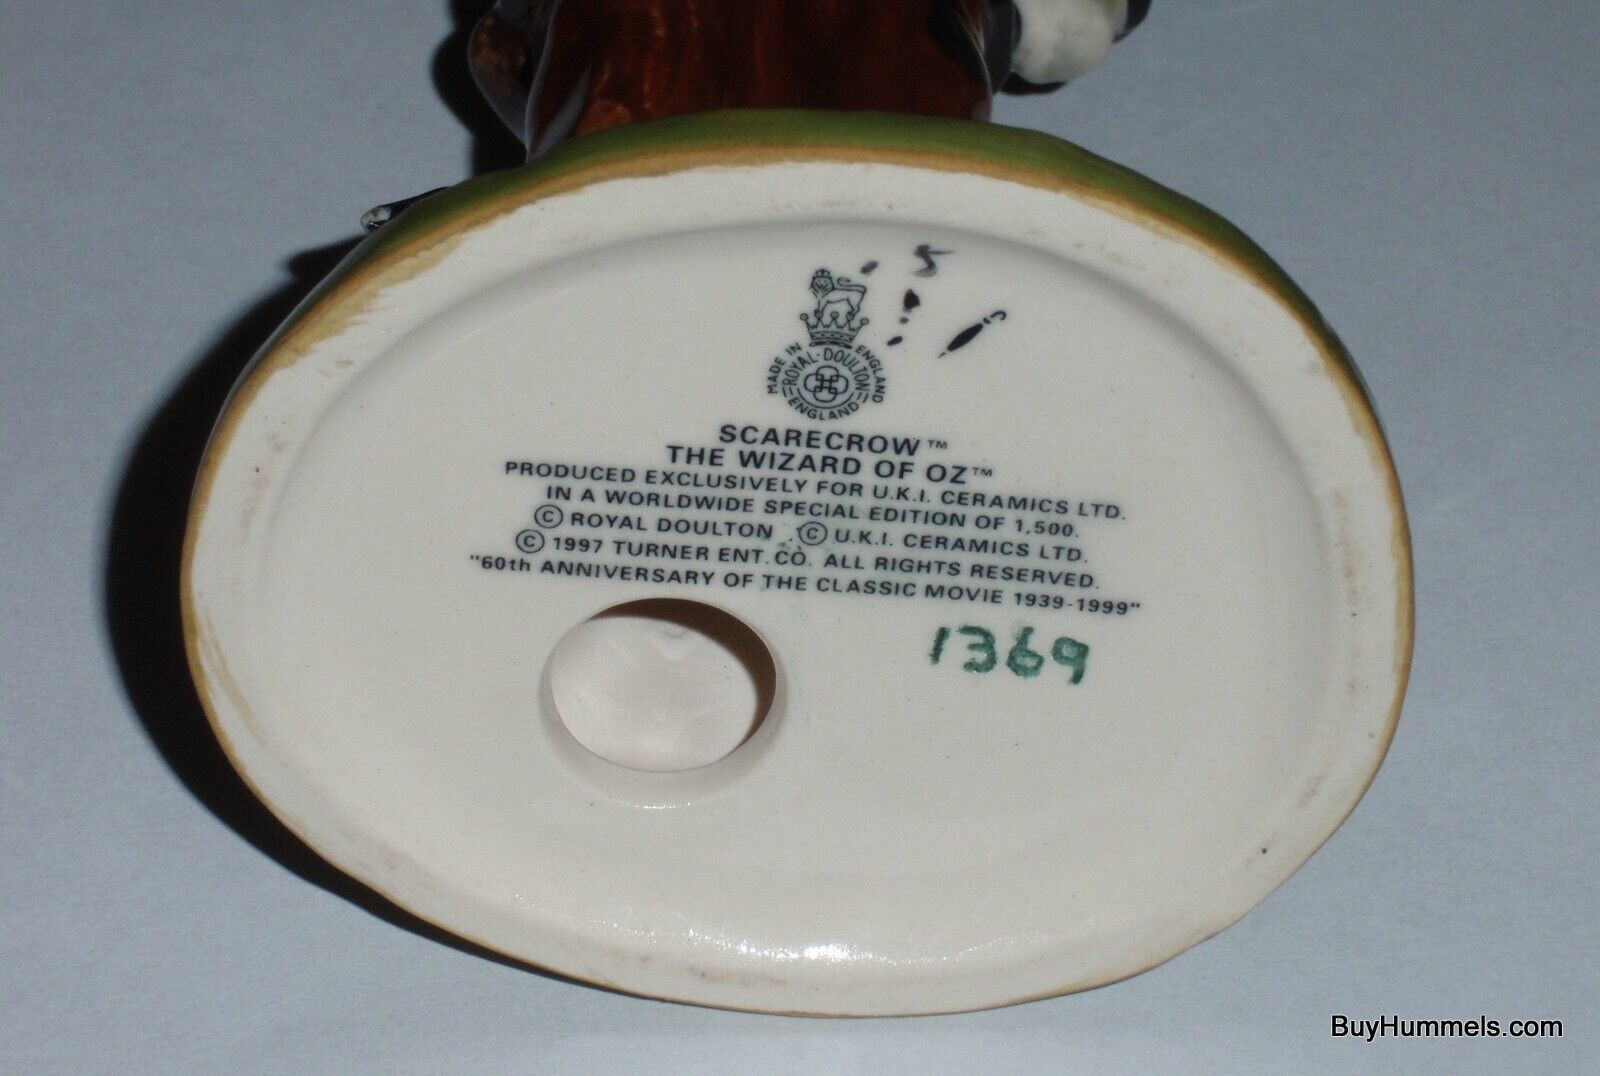 5
MADE IN ENGLAND
ROYAL·DOULTON
ENGLAND
SCARECROW™
THE WIZARD OF OZ™
PRODUCED EXCLUSIVELY FOR U.K.I. CERAMICS LTD.
IN A WORLDWIDE SPECIAL EDITION OF 1,500.
© ROYAL DOULTON © U.K.I. CERAMICS LTD.
© 1997 TURNER ENT. CO. ALL RIGHTS RESERVED.
"60th ANNIVERSARY OF THE CLASSIC MOVIE 1939-1999"
1369
BuyHummels.com